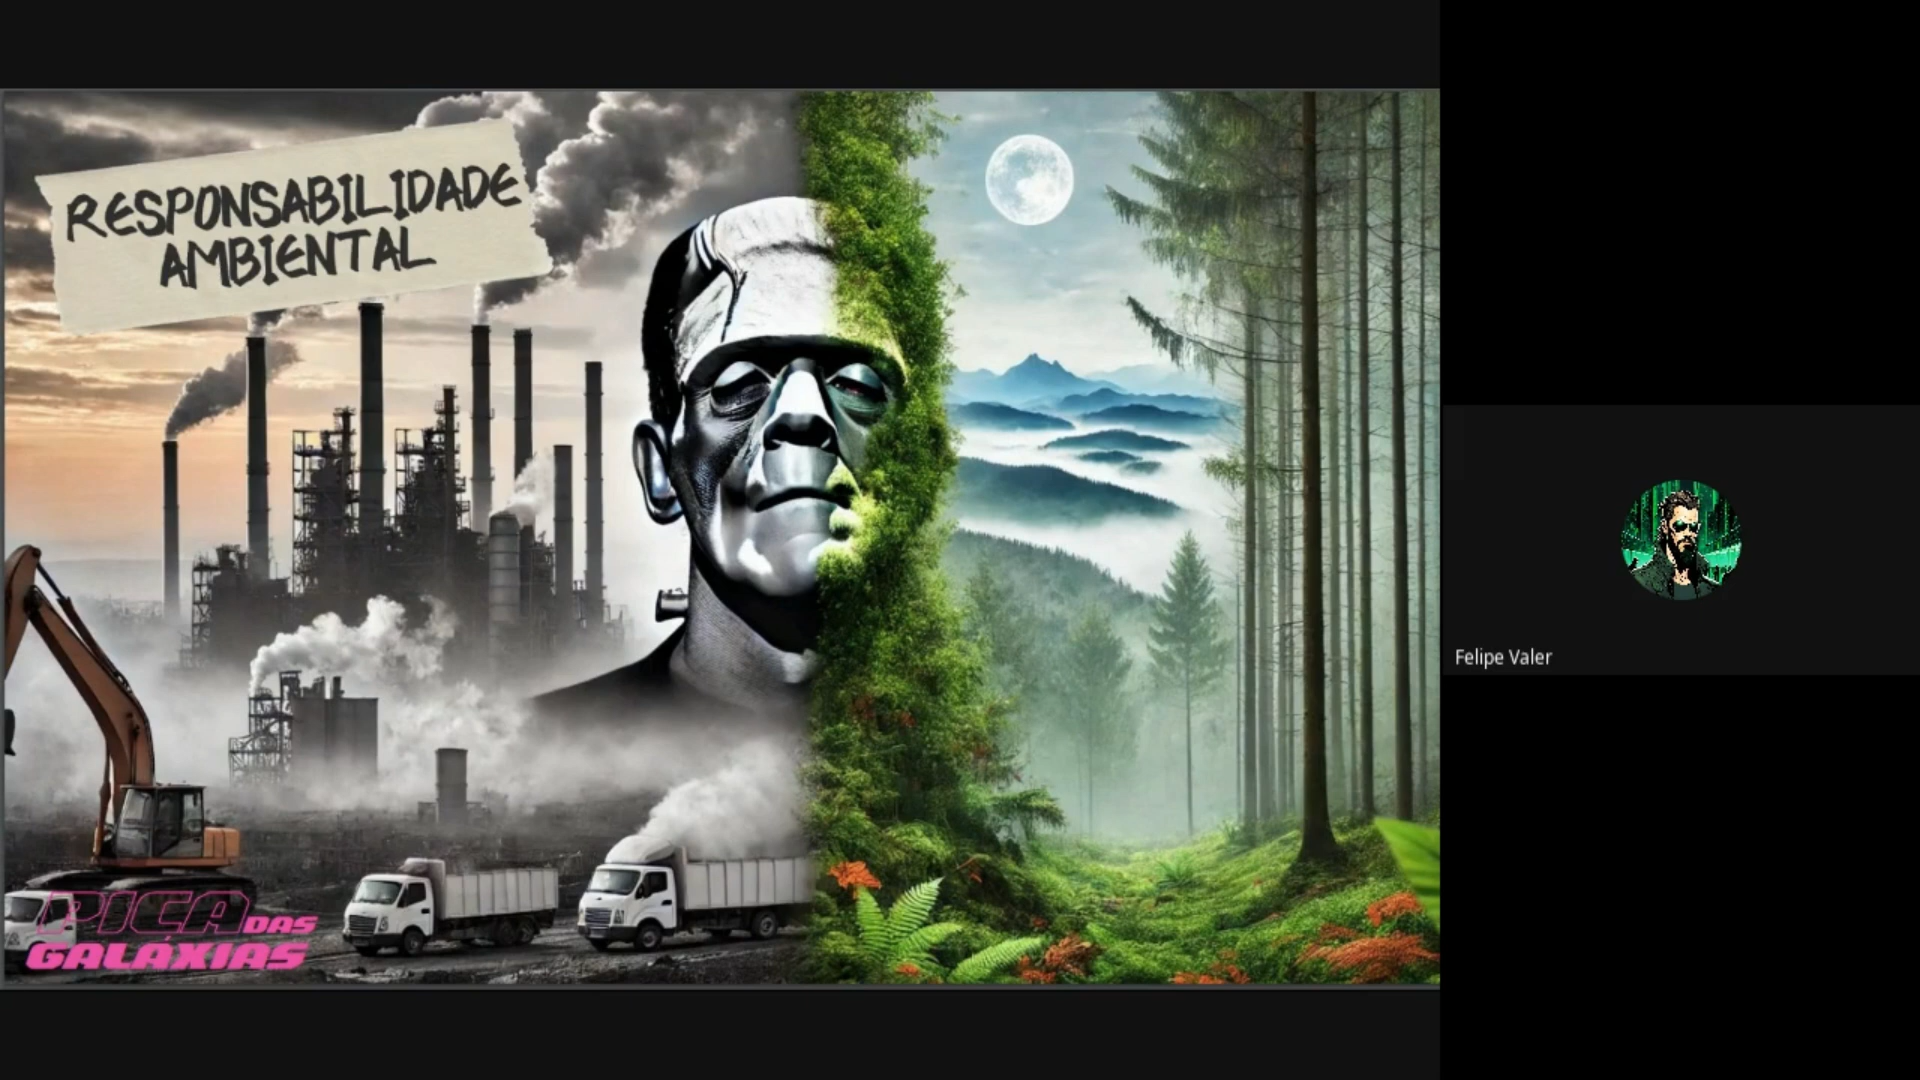 RESPONSABILIDADE
AMBIENTAL
PICA DAS
GALÁXIAS
Felipe Valer